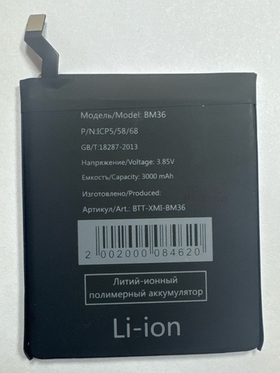 Модель/Model: BM36
P/N:ICP5/58/68
GB/T:18287-2013
Напряжение/Voltage: 3.85V
Емкость/Capacity: 3000 mAh
Изготовлено/Produced:
Артикул/Art.: BTT-XMI-BM36
2 002000 084620
Литий-ионный
полимерный аккумулятор
Li-ion